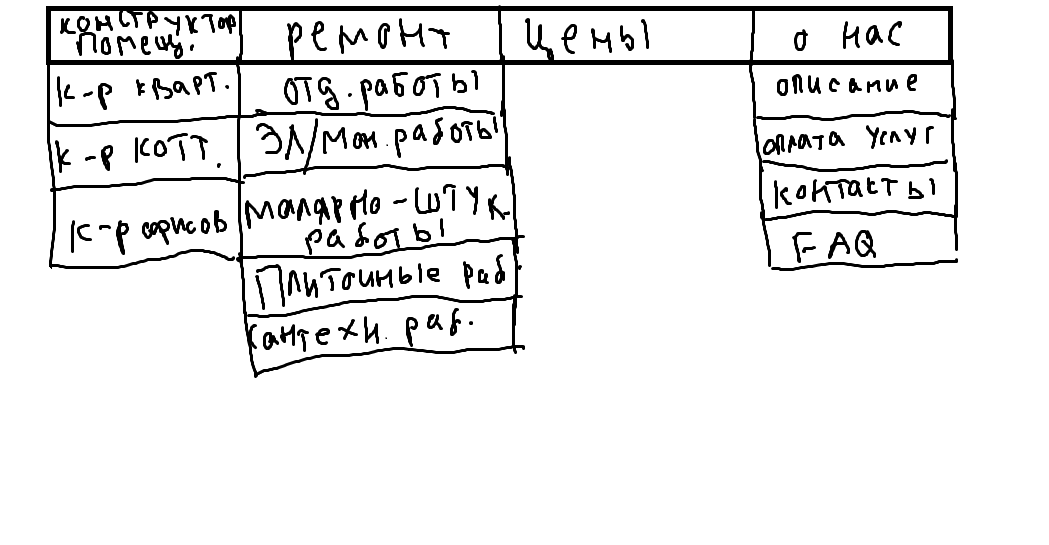 конструктор
помещ.
ремонт
цены
о нас
к-р кварт.
к-р котт.
к-р офисов
отд. работы
эл/мон. работы
малярно-штук.
работы
Плиточные раб.
сантехн. раб.
описание
оплата услуг
контакты
FAQ